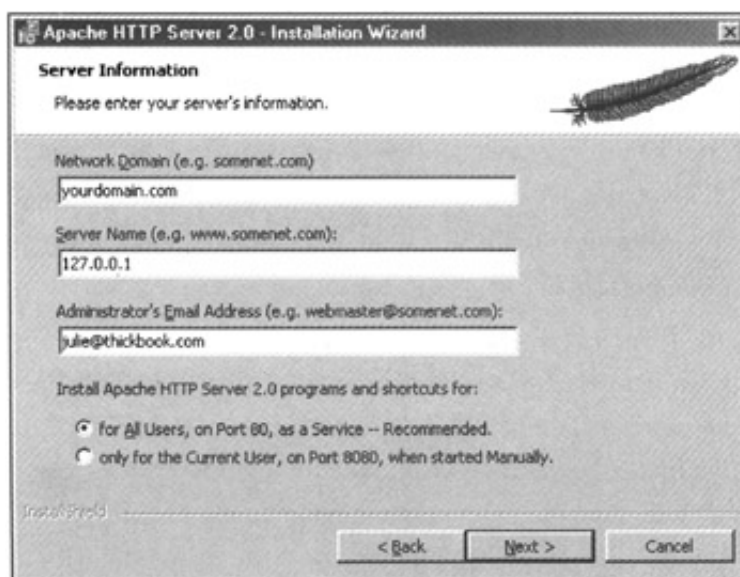 Apache HTTP Server 2.0 - Installation Wizard
Server Information
Please enter your server's information.
Network Domain (e.g. somenet.com)
yourdomain.com
Server Name (e.g. www.somenet.com):
127.0.0.1
Administrator's Email Address (e.g. webmaster@somenet.com):
julie@thickbook.com
Install Apache HTTP Server 2.0 programs and shortcuts for:
for All Users, on Port 80, as a Service -- Recommended.
only for the Current User, on Port 8080, when started Manually.
InstallShield
< Back
Next >
Cancel